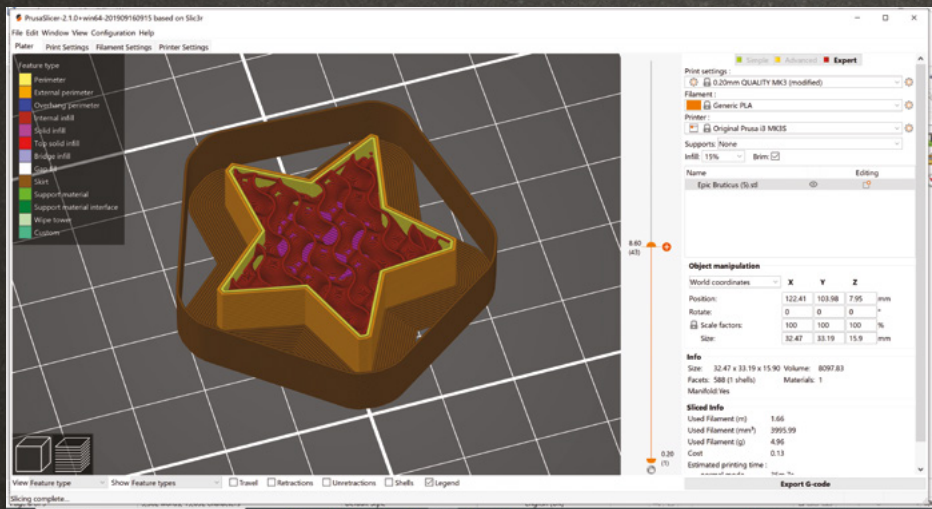 PrusaSlicer-2.1.0+win64-201909160915 based on Slic3r
File Edit Window View Configuration Help
Plater Print Settings Filament Settings Printer Settings
Feature type
Perimeter
External perimeter
Overhang perimeter
Internal infill
Solid infill
Top solid infill
Bridge infill
Gap fill
Skirt
Support material
Support material interface
Wipe tower
Custom
8.60
(43)
0.20
(1)
Simple Advanced Expert
Print settings :
0.20mm QUALITY MK3 (modified)
Filament :
Generic PLA
Printer :
Original Prusa i3 MK3S
Supports: None
Infill: 15% Brim:
Name Editing
Epic Bruticus (5).stl
Object manipulation
World coordinates X Y Z
Position: 122.41 103.98 7.95 mm
Rotate: 0 0 0 °
Scale factors: 100 100 100 %
Size: 32.47 33.19 15.9 mm
Info
Size: 32.47 x 33.19 x 15.90 Volume: 8097.83
Facets: 588 (1 shells) Materials: 1
Manifold:Yes
Sliced Info
Used Filament (m) 1.66
Used Filament (mm³) 3995.99
Used Filament (g) 4.96
Cost 0.13
Estimated printing time :
View Feature type Show Feature types Travel Retractions Unretractions Shells Legend
Export G-code
Slicing complete...